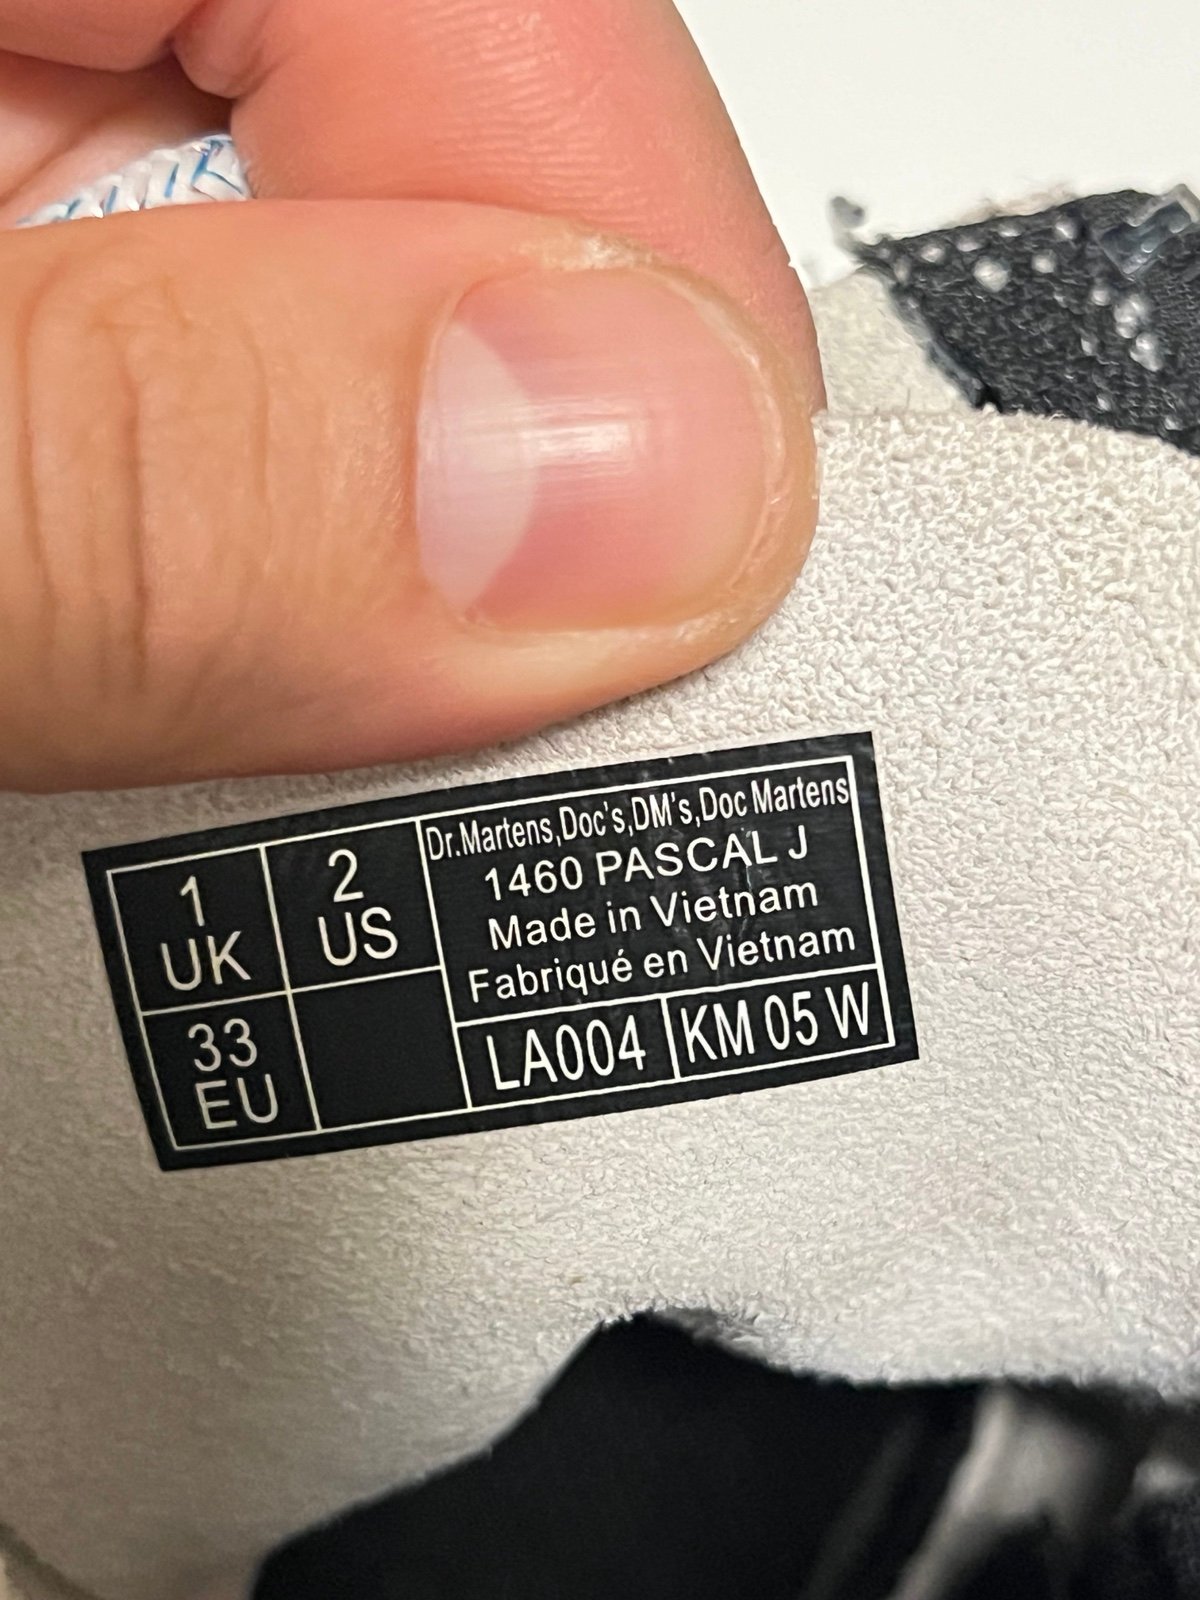 1
UK
2
US
33
EU
Dr.Martens,Doc's,DM's,Doc Martens
1460 PASCAL J
Made in Vietnam
Fabriqué en Vietnam
LA004
KM 05 W